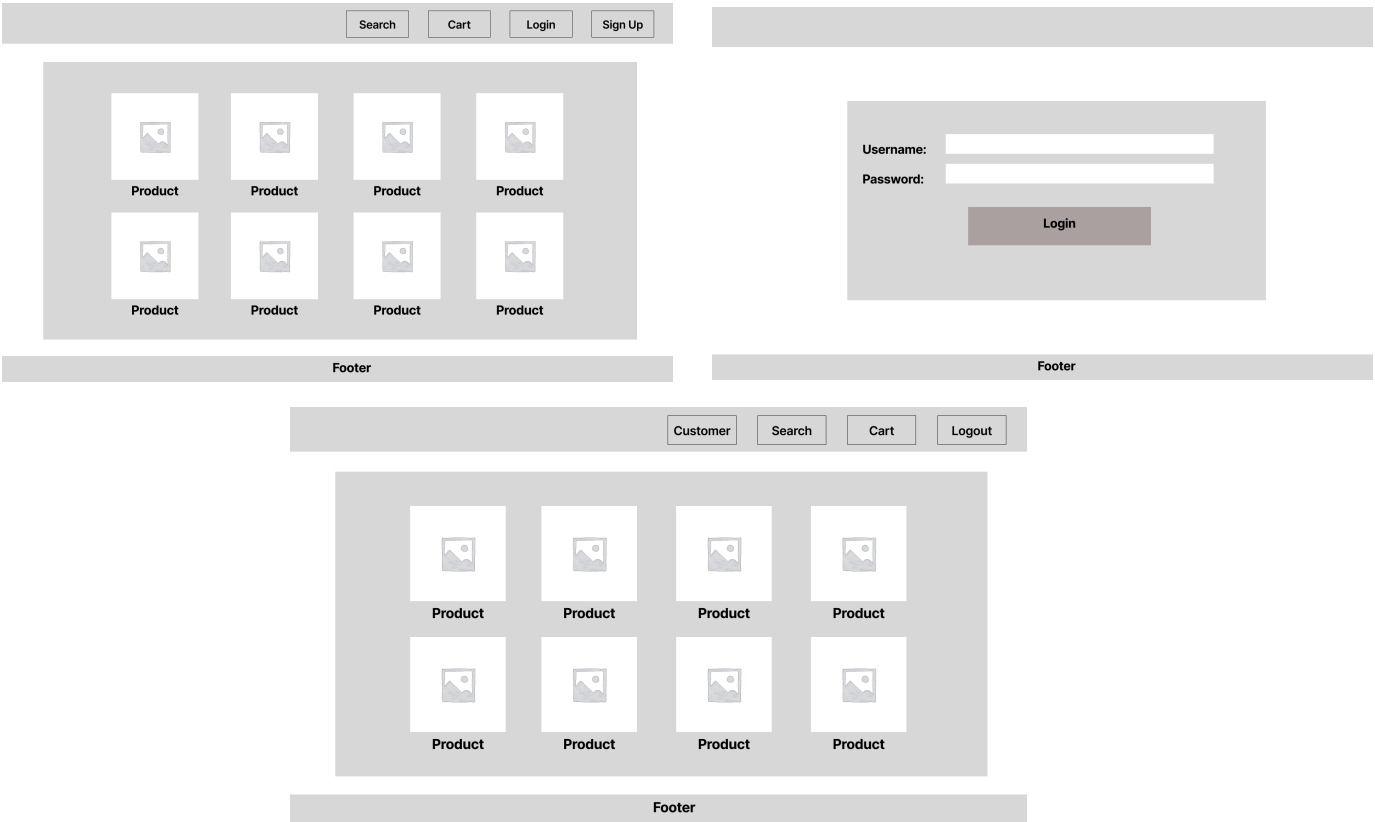 Search Cart Login Sign Up
Product Product Product Product
Product Product Product Product
Footer
Username:
Password:
Login
Footer
Customer Search Cart Logout
Product Product Product Product
Product Product Product Product
Footer